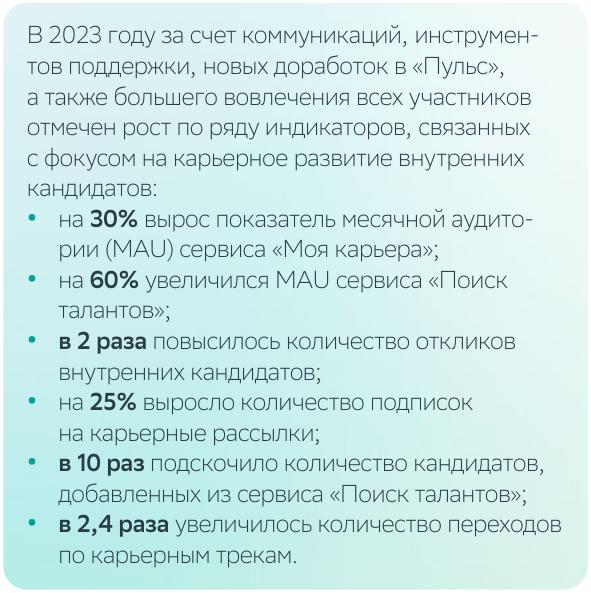 В 2023 году за счет коммуникаций, инструмен-
тов поддержки, новых доработок в «Пульс»,
а также большего вовлечения всех участников
отмечен рост по ряду индикаторов, связанных
с фокусом на карьерное развитие внутренних
кандидатов:
• на 30% вырос показатель месячной аудито-
рии (MAU) сервиса «Моя карьера»;
• на 60% увеличился MAU сервиса «Поиск
талантов»;
• в 2 раза повысилось количество откликов
внутренних кандидатов;
• на 25% выросло количество подписок
на карьерные рассылки;
• в 10 раз подскочило количество кандидатов,
добавленных из сервиса «Поиск талантов»;
• в 2,4 раза увеличилось количество переходов
по карьерным трекам.